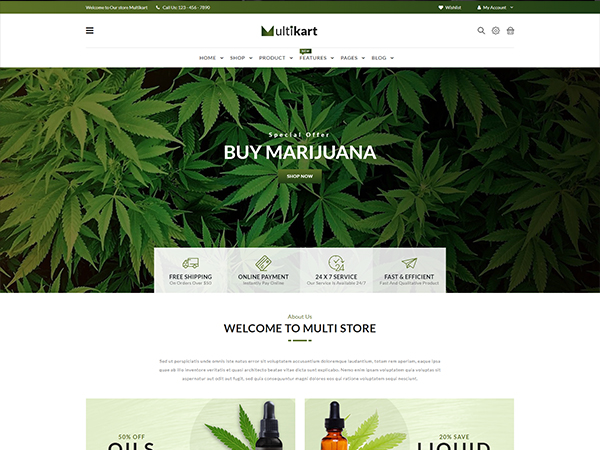 Welcome to Our store Multikart Call Us: 123 - 456 - 7890 Wishlist My Account
Multikart
NEW
HOME SHOP PRODUCT FEATURES PAGES BLOG
Special Offer
BUY MARIJUANA
SHOP NOW
24
FREE SHIPPING ONLINE PAYMENT 24 X 7 SERVICE FAST & EFFICIENT
On Orders Over $50 Instantly Pay Online Our Service Is Available 24/7 Fast And Qualitative Product
About Us
WELCOME TO MULTI STORE
Sed ut perspiciatis unde omnis iste natus error sit voluptatem accusantium doloremque laudantium, totam rem aperiam, eaque ipsa
quae ab illo inventore veritatis et quasi architecto beatae vitae dicta sunt explicabo. Nemo enim ipsam voluptatem quia voluptas sit
aspernatur aut odit aut fugit, sed quia consequuntur magni dolores eos qui ratione voluptatem sequi nesciunt.
50% OFF 20% SAVE
OILS LIQUID